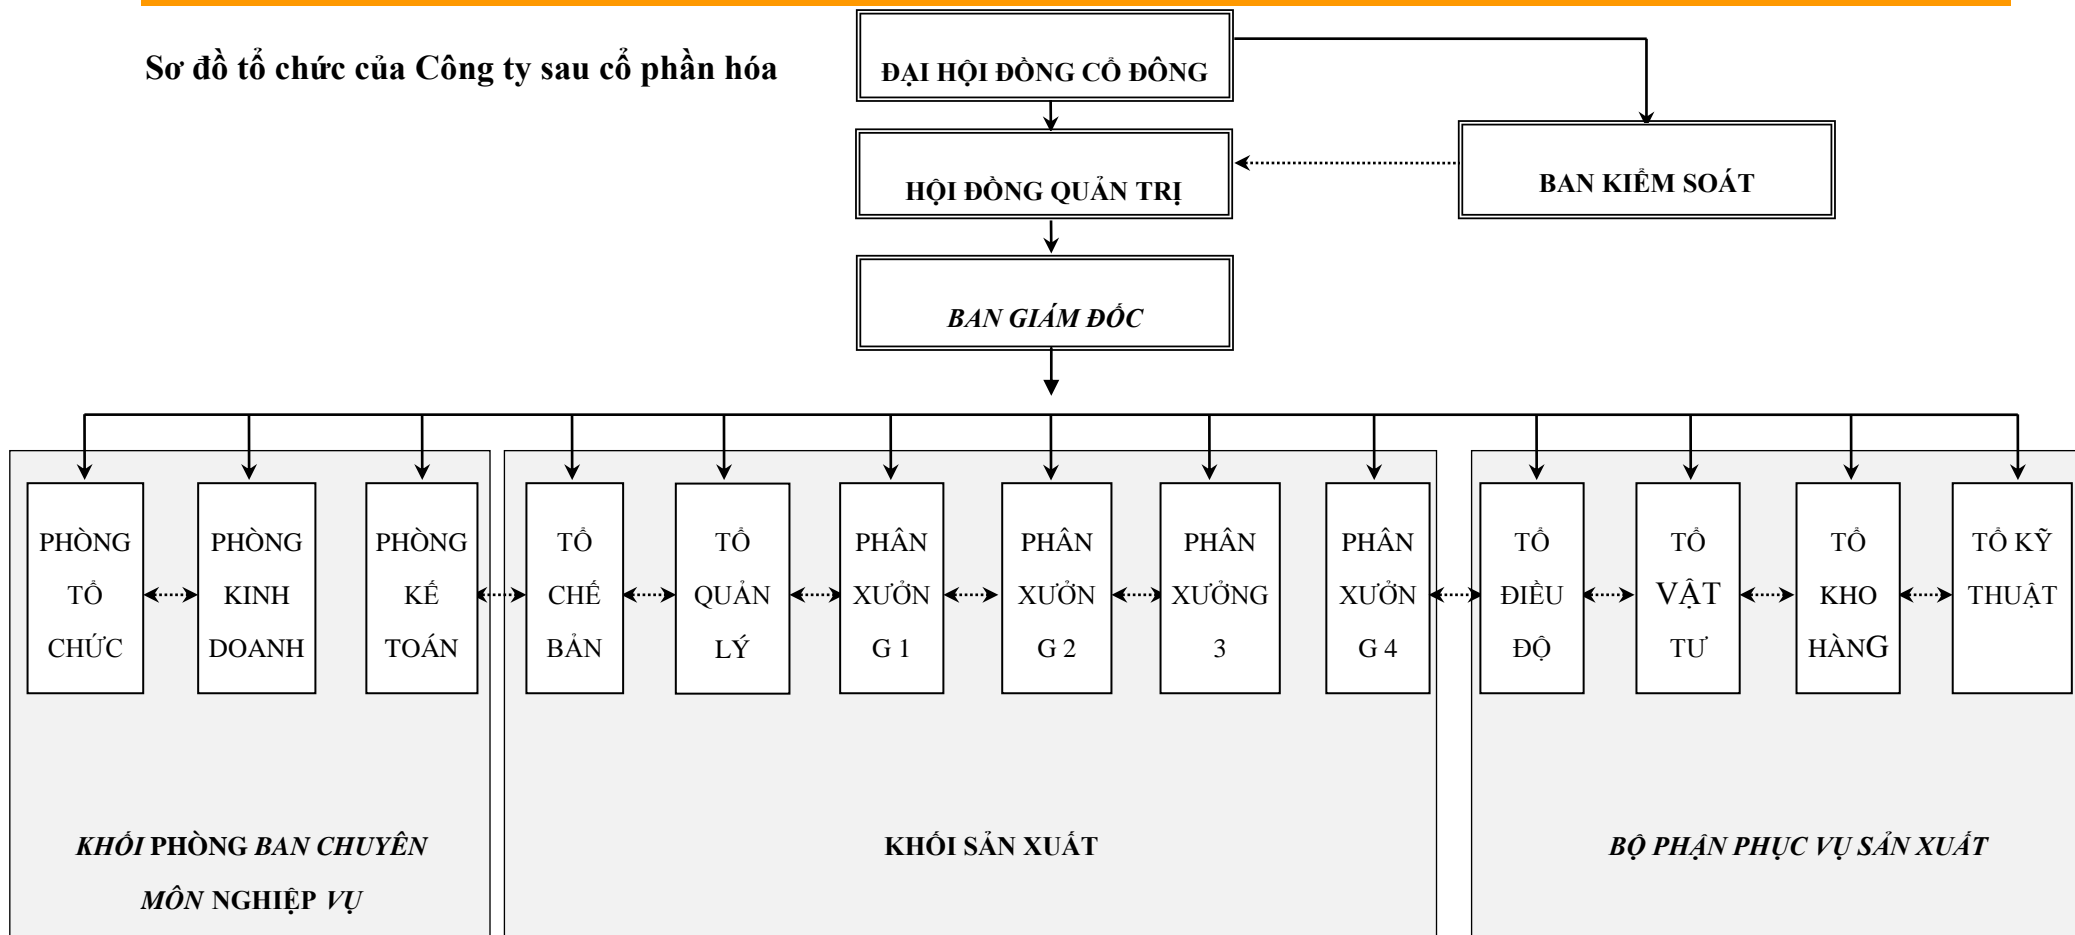 Sơ đồ tổ chức của Công ty sau cổ phần hóa
ĐẠI HỘI ĐỒNG CỔ ĐÔNG
HỘI ĐỒNG QUẢN TRỊ
BAN KIỂM SOÁT
BAN GIÁM ĐỐC
PHÒNG
TỔ
CHỨC
PHÒNG
KINH
DOANH
PHÒNG
KẾ
TOÁN
TỔ
CHẾ
BẢN
TỔ
QUẢN
LÝ
PHÂN
XƯỞN
G 1
PHÂN
XƯỞN
G 2
PHÂN
XƯỞNG
3
PHÂN
XƯỞN
G 4
TỔ
ĐIỀU
ĐỘ
TỔ
VẬT
TƯ
TỔ
KHO
HÀNG
TỔ KỸ
THUẬT
KHỐI PHÒNG BAN CHUYÊN
MÔN NGHIỆP VỤ
KHỐI SẢN XUẤT
BỘ PHẬN PHỤC VỤ SẢN XUẤT